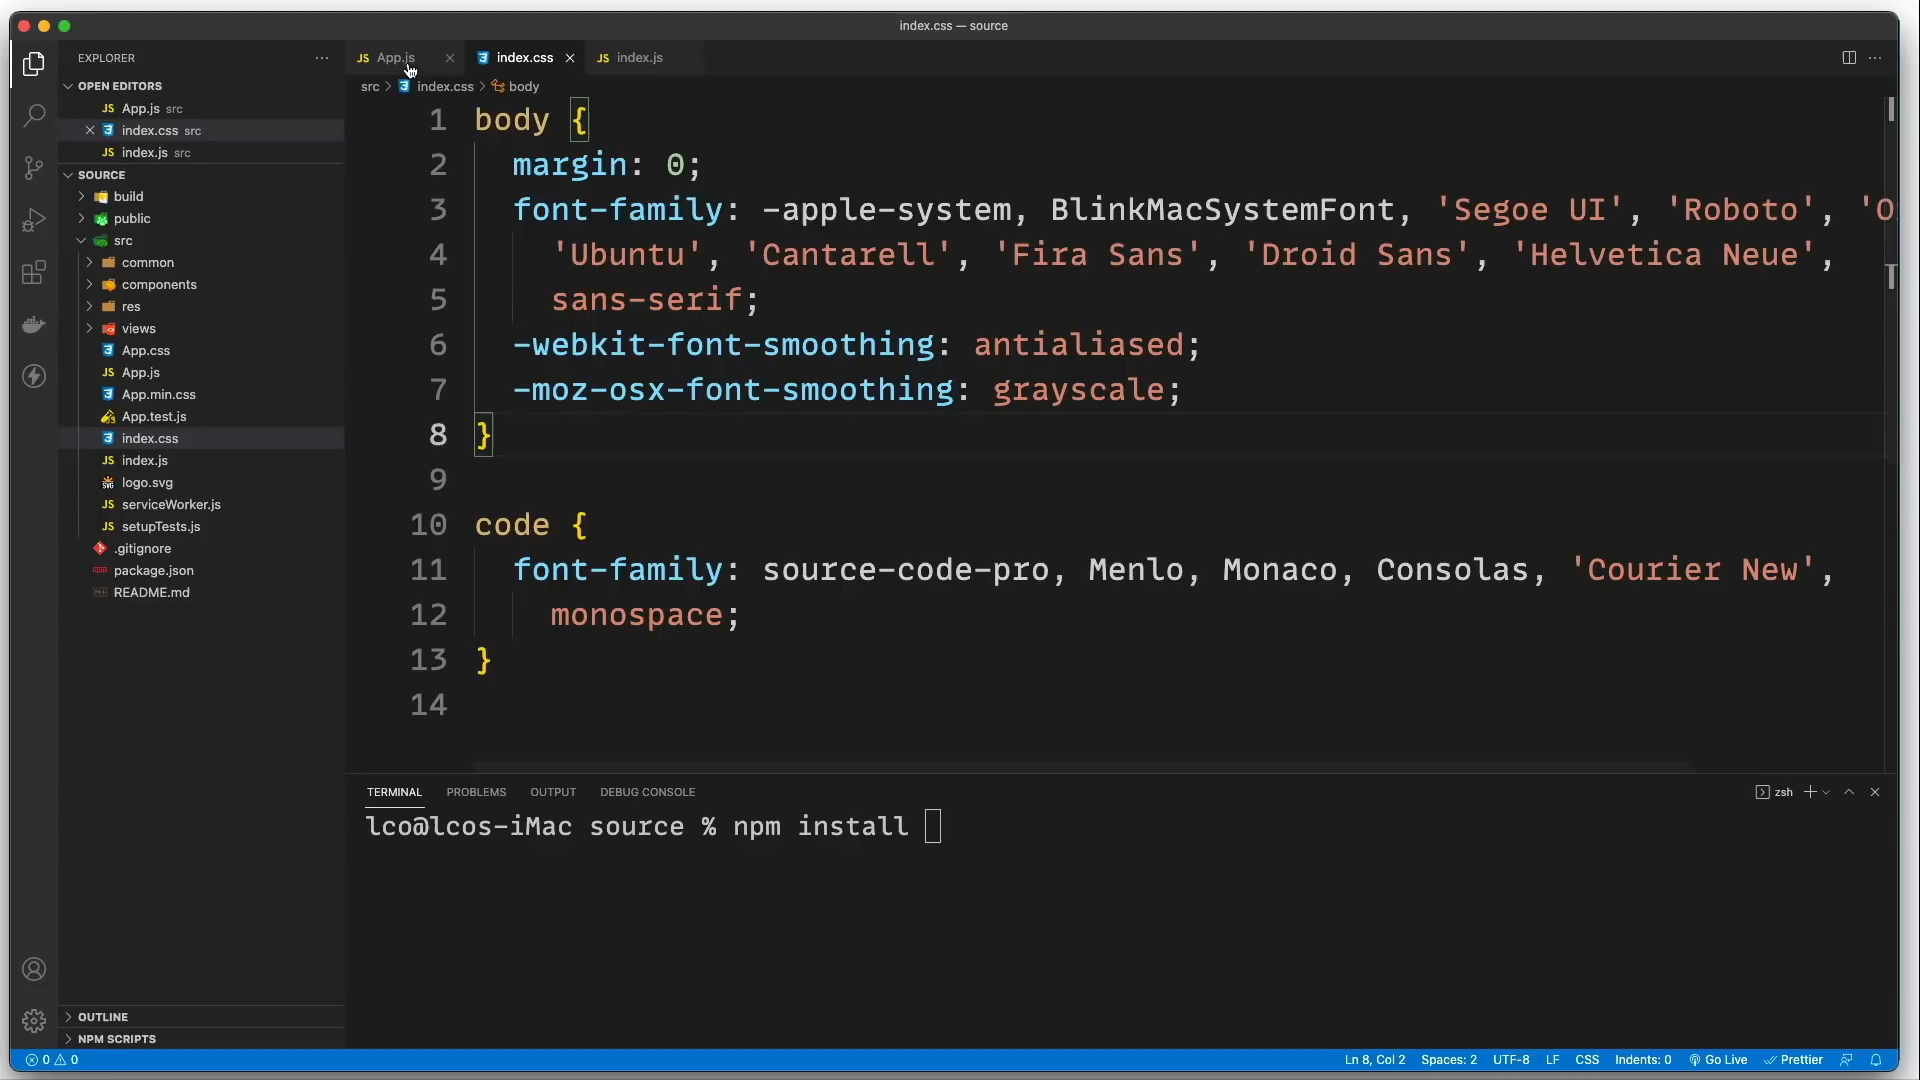 index.css — source
EXPLORER
OPEN EDITORS
JS App.js src
index.css src
JS index.js src
SOURCE
build
public
src
common
components
res
views
App.css
JS App.js
App.min.css
App.test.js
index.css
JS index.js
logo.svg
JS serviceWorker.js
JS setupTests.js
.gitignore
package.json
README.md
OUTLINE
NPM SCRIPTS
JS App.js
index.css
JS index.js
src > index.css > body
1 body {
2 margin: 0;
3 font-family: -apple-system, BlinkMacSystemFont, 'Segoe UI', 'Roboto', 'O
4 'Ubuntu', 'Cantarell', 'Fira Sans', 'Droid Sans', 'Helvetica Neue',
5 sans-serif;
6 -webkit-font-smoothing: antialiased;
7 -moz-osx-font-smoothing: grayscale;
8 }
9
10 code {
11 font-family: source-code-pro, Menlo, Monaco, Consolas, 'Courier New',
12 monospace;
13 }
14
TERMINAL PROBLEMS OUTPUT DEBUG CONSOLE
zsh
lco@lcos-iMac source % npm install
0 0
Ln 8, Col 2 Spaces: 2 UTF-8 LF CSS Indents: 0 Go Live Prettier